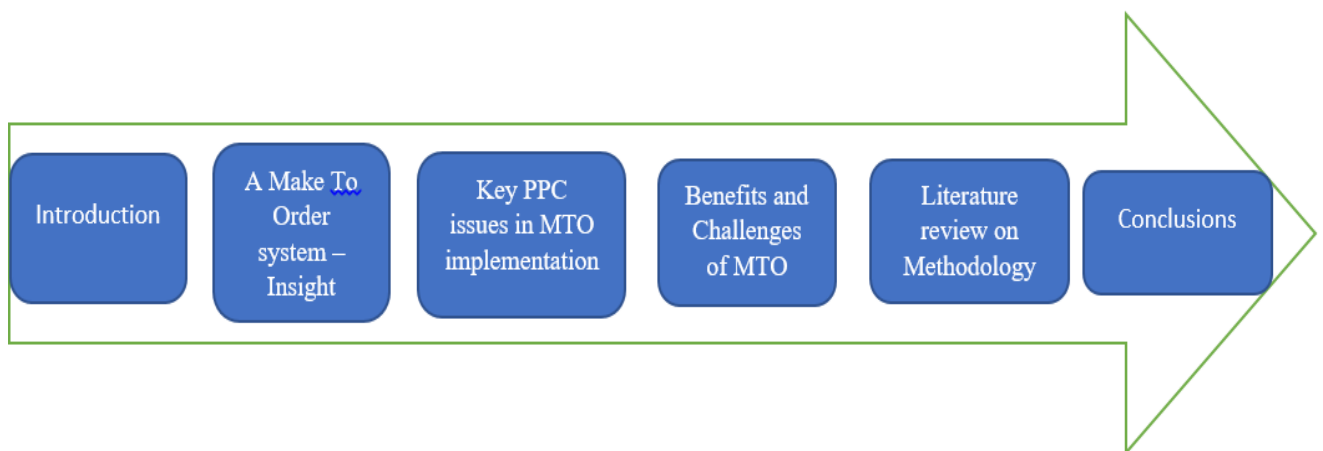 Introduction
A Make To
Order
system –
Insight
Key PPC
issues in MTO
implementation
Benefits and
Challenges
of MTO
Literature
review on
Methodology
Conclusions